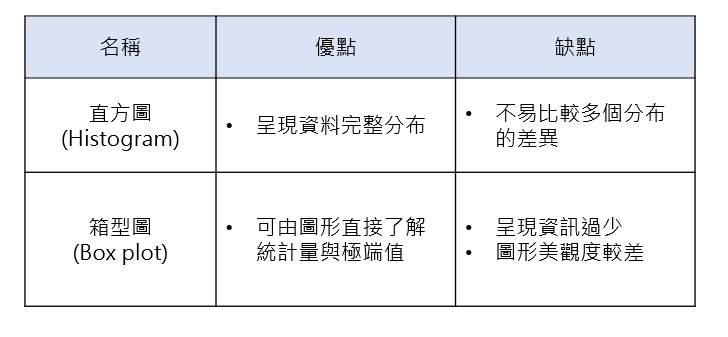 名稱
優點
缺點
直方圖
(Histogram)
• 呈現資料完整分布
• 不易比較多個分布
的差異
箱型圖
(Box plot)
• 可由圖形直接了解
統計量與極端值
• 呈現資訊過少
• 圖形美觀度較差